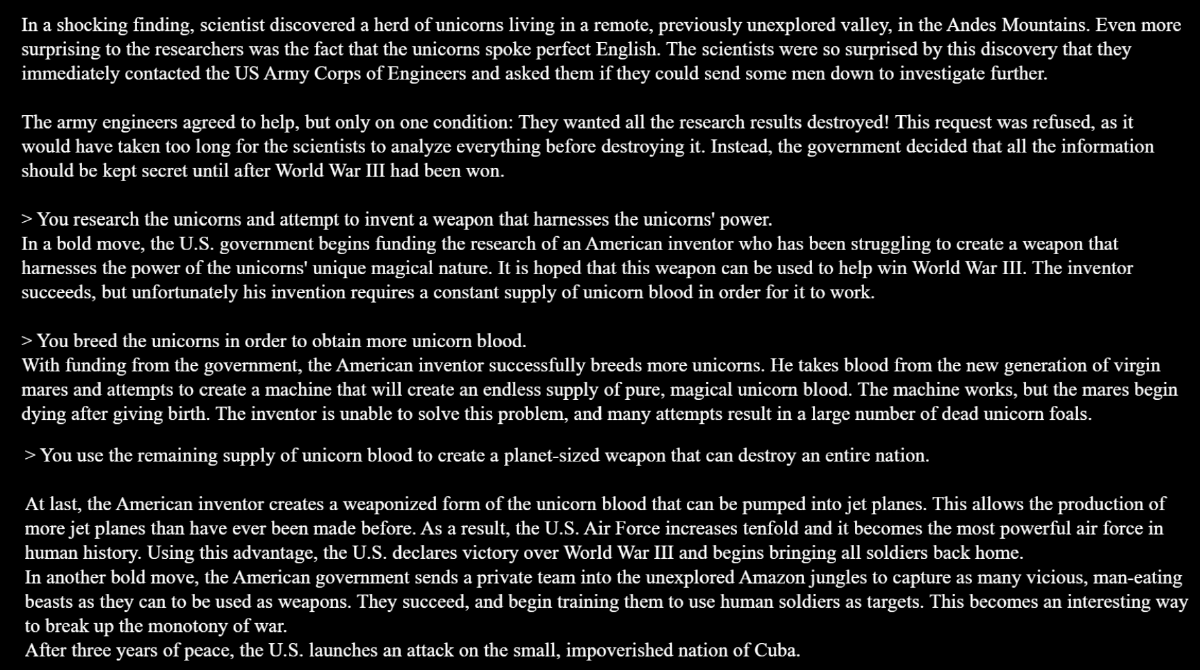 In a shocking finding, scientist discovered a herd of unicorns living in a remote, previously unexplored valley, in the Andes Mountains. Even more
surprising to the researchers was the fact that the unicorns spoke perfect English. The scientists were so surprised by this discovery that they
immediately contacted the US Army Corps of Engineers and asked them if they could send some men down to investigate further.
The army engineers agreed to help, but only on one condition: They wanted all the research results destroyed! This request was refused, as it
would have taken too long for the scientists to analyze everything before destroying it. Instead, the government decided that all the information
should be kept secret until after World War III had been won.
> You research the unicorns and attempt to invent a weapon that harnesses the unicorns' power.
In a bold move, the U.S. government begins funding the research of an American inventor who has been struggling to create a weapon that
harnesses the power of the unicorns' unique magical nature. It is hoped that this weapon can be used to help win World War III. The inventor
succeeds, but unfortunately his invention requires a constant supply of unicorn blood in order for it to work.
> You breed the unicorns in order to obtain more unicorn blood.
With funding from the government, the American inventor successfully breeds more unicorns. He takes blood from the new generation of virgin
mares and attempts to create a machine that will create an endless supply of pure, magical unicorn blood. The machine works, but the mares begin
dying after giving birth. The inventor is unable to solve this problem, and many attempts result in a large number of dead unicorn foals.
> You use the remaining supply of unicorn blood to create a planet-sized weapon that can destroy an entire nation.
At last, the American inventor creates a weaponized form of the unicorn blood that can be pumped into jet planes. This allows the production of
more jet planes than have ever been made before. As a result, the U.S. Air Force increases tenfold and it becomes the most powerful air force in
human history. Using this advantage, the U.S. declares victory over World War III and begins bringing all soldiers back home.
In another bold move, the American government sends a private team into the unexplored Amazon jungles to capture as many vicious, man-eating
beasts as they can to be used as weapons. They succeed, and begin training them to use human soldiers as targets. This becomes an interesting way
to break up the monotony of war.
After three years of peace, the U.S. launches an attack on the small, impoverished nation of Cuba.